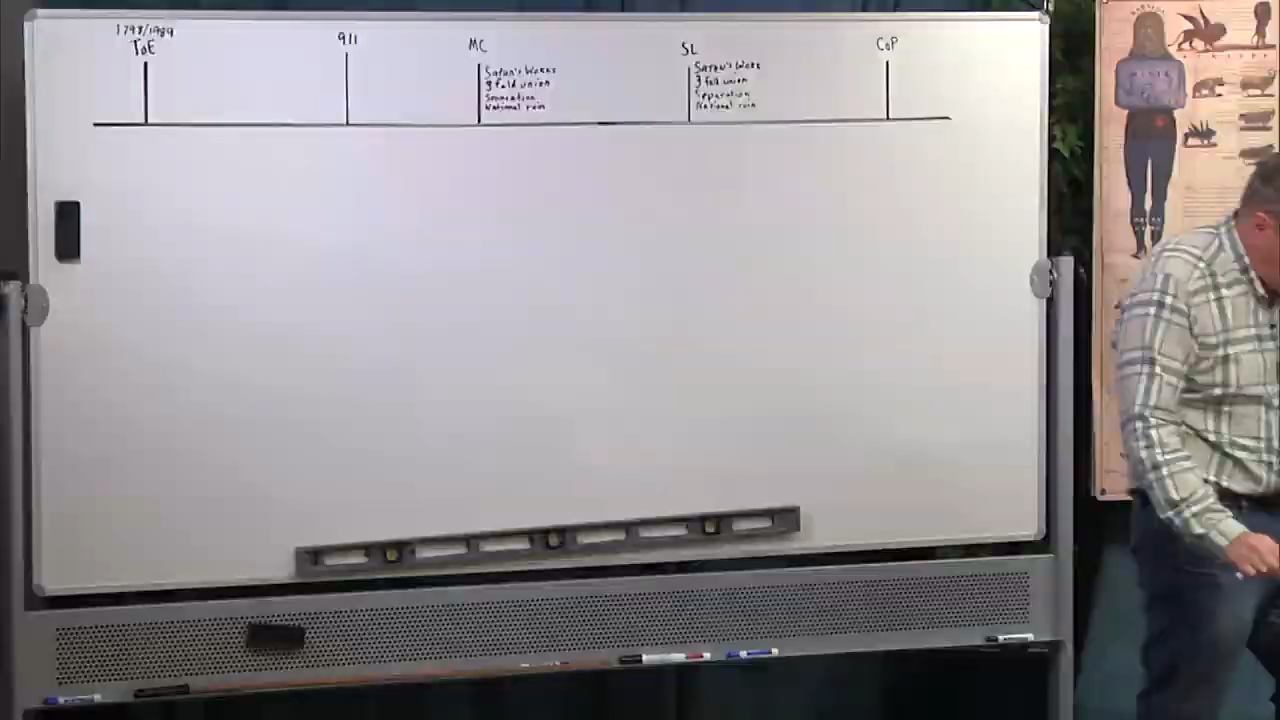 1798/1989
ToE
911
MC
Satan's Works
3 fold union
Separation
National ruin
SL
Satan's Works
3 fold union
Separation
National ruin
CoP
BABYLON